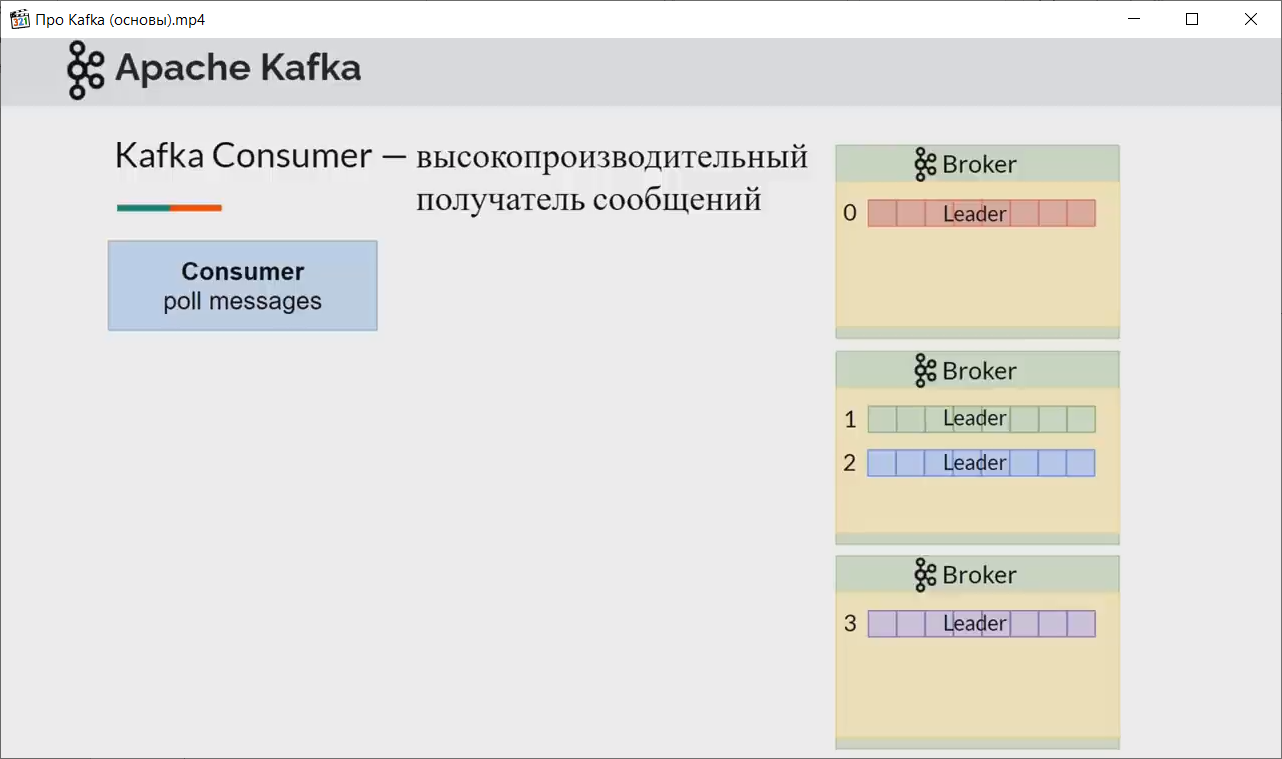 Про Kafka (основы).mp4
Apache Kafka
Kafka Consumer — высокопроизводительный
получатель сообщений
Consumer
poll messages
Broker
0 Leader
Broker
1 Leader
2 Leader
Broker
3 Leader